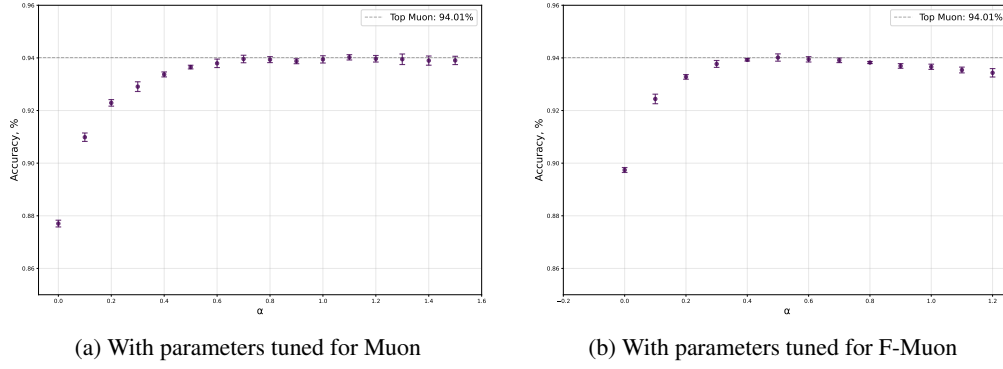 0.96
0.94
0.92
0.90
0.88
0.86
Accuracy, %
Top Muon: 94.01%
0.0 0.2 0.4 0.6 0.8 1.0 1.2 1.4 1.6
α
(a) With parameters tuned for Muon
0.96
0.94
0.92
0.90
0.88
0.86
Accuracy, %
Top Muon: 94.01%
−0.2 0.0 0.2 0.4 0.6 0.8 1.0 1.2
α
(b) With parameters tuned for F-Muon